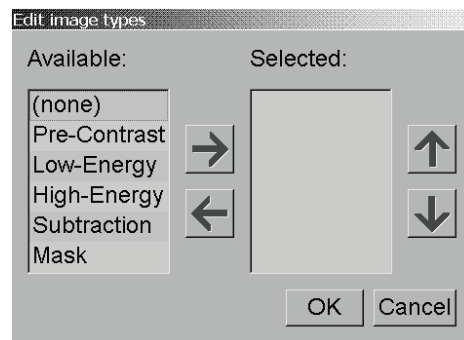 Edit image types
Available:
Selected:
(none)
Pre-Contrast
Low-Energy
High-Energy
Subtraction
Mask
OK
Cancel